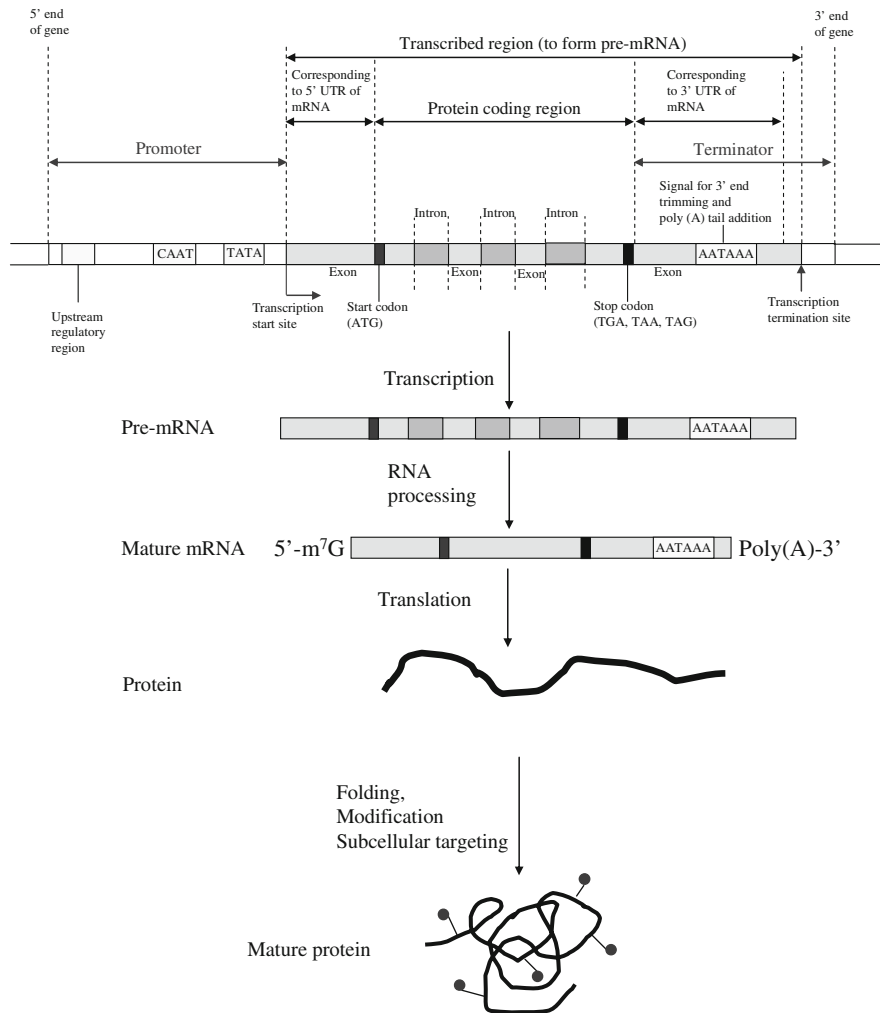 5’ end
of gene
3’ end
of gene
Transcribed region (to form pre-mRNA)
Corresponding
to 5’ UTR of
mRNA
Corresponding
to 3’ UTR of
mRNA
Protein coding region
Promoter
Terminator
Signal for 3’ end
trimming and
poly (A) tail addition
Intron
Intron
Intron
CAAT
TATA
AATAAA
Exon
Exon
Exon
Exon
Upstream
regulatory
region
Transcription
start site
Start codon
(ATG)
Stop codon
(TGA, TAA, TAG)
Transcription
termination site
Transcription
Pre-mRNA
AATAAA
RNA
processing
Mature mRNA
5’-m⁷G
AATAAA
Poly(A)-3’
Translation
Protein
Folding,
Modification
Subcellular targeting
Mature protein